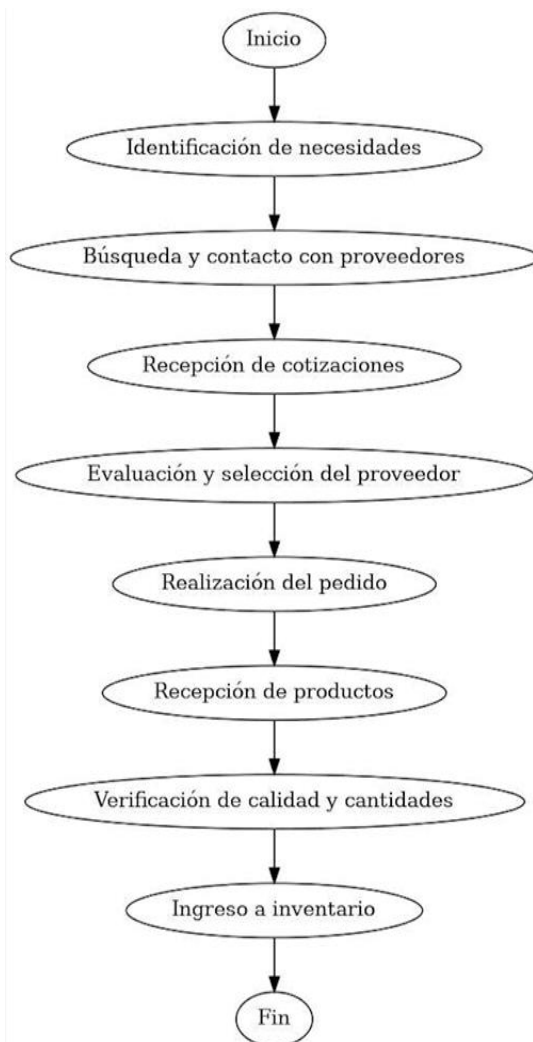 Inicio
Identificación de necesidades
Búsqueda y contacto con proveedores
Recepción de cotizaciones
Evaluación y selección del proveedor
Realización del pedido
Recepción de productos
Verificación de calidad y cantidades
Ingreso a inventario
Fin